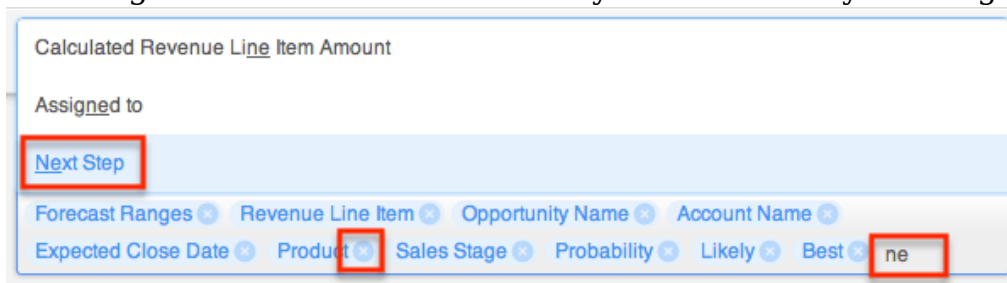 Calculated Revenue Line Item Amount
Assigned to
Next Step
Forecast Ranges Revenue Line Item Opportunity Name Account Name
Expected Close Date Product Sales Stage Probability Likely Best ne